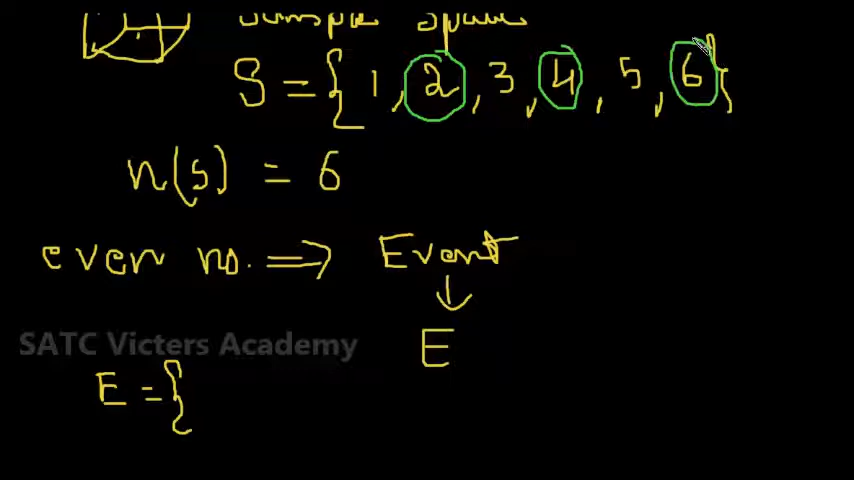 sample space
S = { 1, 2, 3, 4, 5, 6 }
n(s) = 6
even no. ⇒ Event
↓
SATC Victers Academy
E
E = {